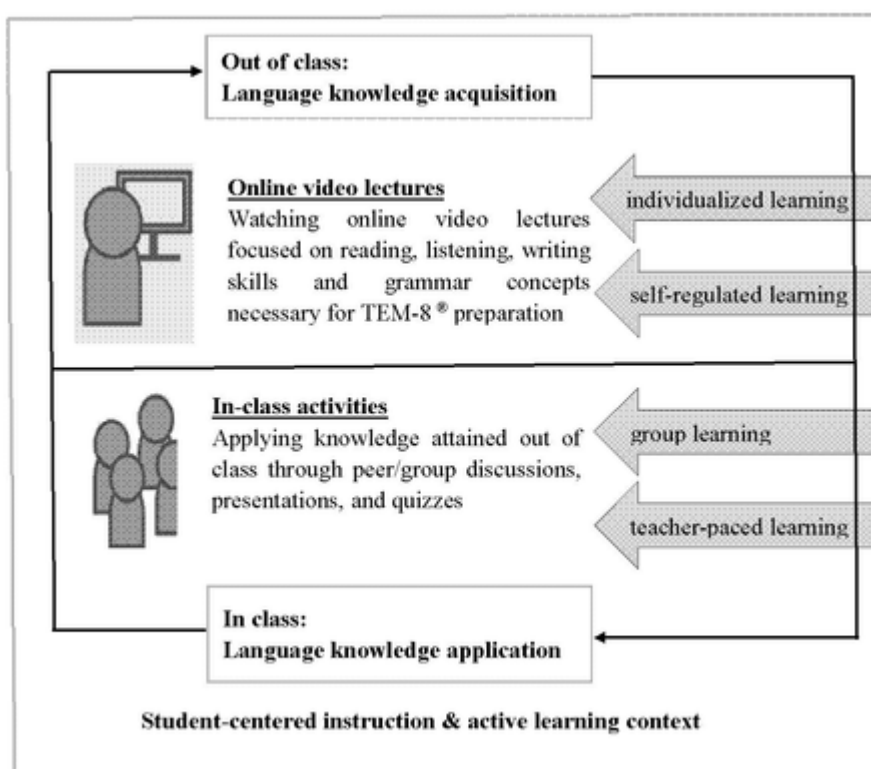 Out of class:
Language knowledge acquisition
Online video lectures
Watching online video lectures
focused on reading, listening, writing
skills and grammar concepts
necessary for TEM-8 ® preparation
individualized learning
self-regulated learning
In-class activities
Applying knowledge attained out of
class through peer/group discussions,
presentations, and quizzes
group learning
teacher-paced learning
In class:
Language knowledge application
Student-centered instruction & active learning context